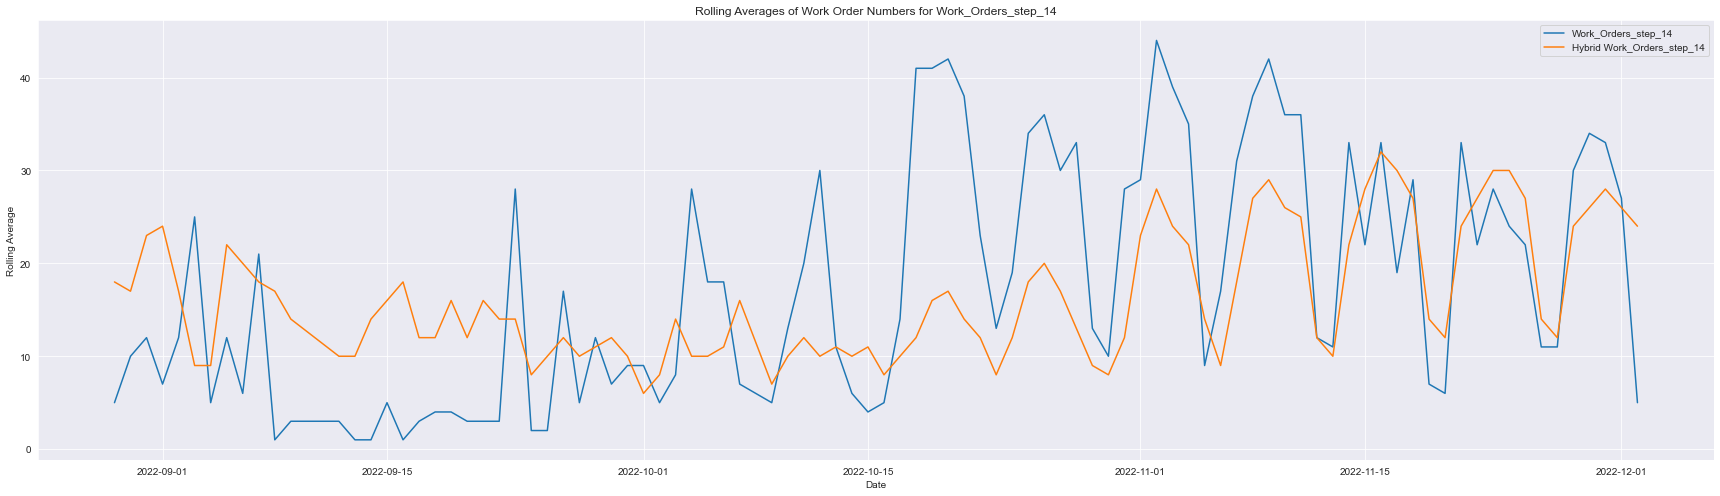 Rolling Averages of Work Order Numbers for Work_Orders_step_14
Work_Orders_step_14
Hybrid Work_Orders_step_14
Rolling Average
40
30
20
10
0
2022-09-01 2022-09-15 2022-10-01 2022-10-15 2022-11-01 2022-11-15 2022-12-01
Date